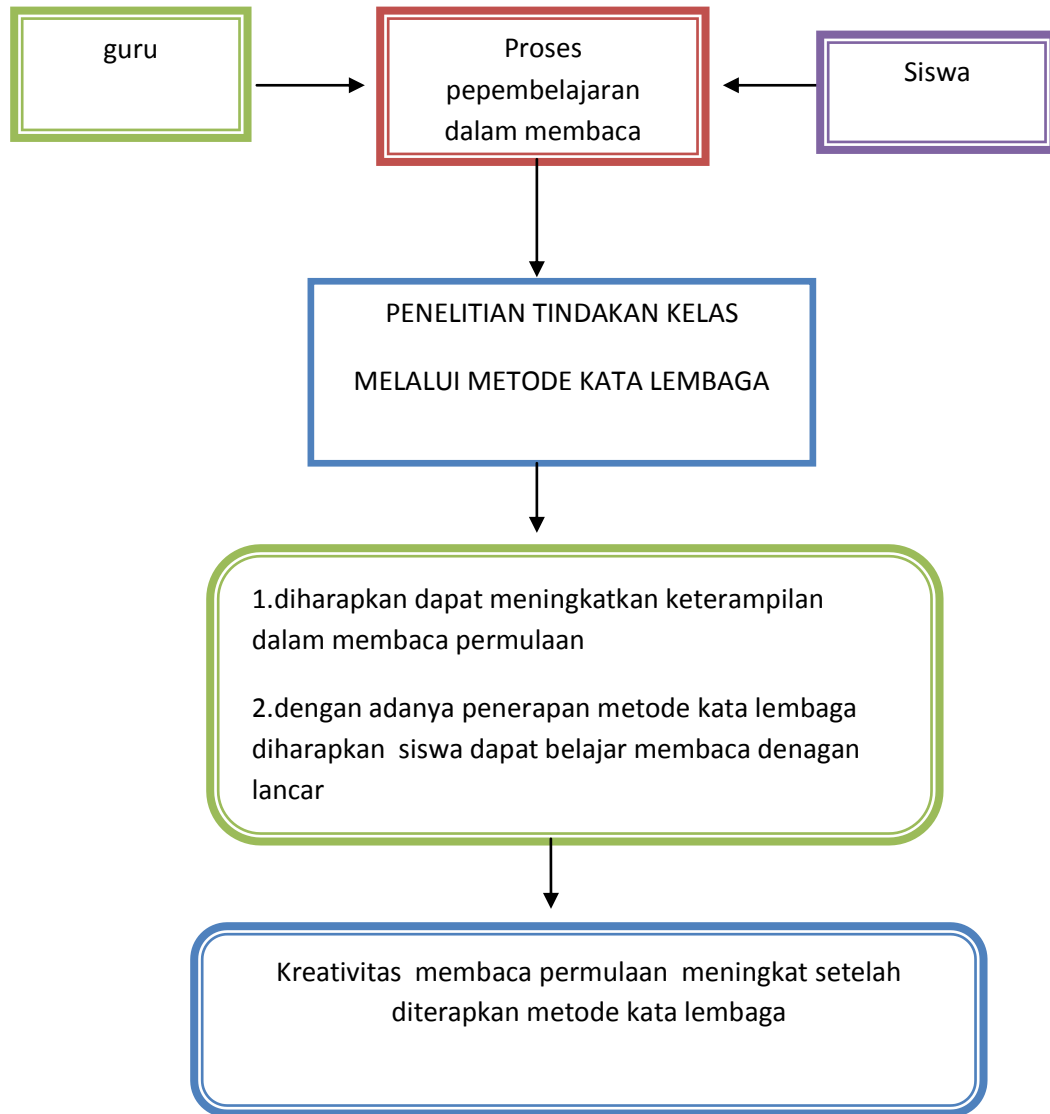 guru
Proses
pepembelajaran
dalam membaca
Siswa
PENELITIAN TINDAKAN KELAS
MELALUI METODE KATA LEMBAGA
1.diharapkan dapat meningkatkan keterampilan
dalam membaca permulaan
2.dengan adanya penerapan metode kata lembaga
diharapkan  siswa dapat belajar membaca denagan
lancar
Kreativitas  membaca permulaan  meningkat setelah
diterapkan metode kata lembaga